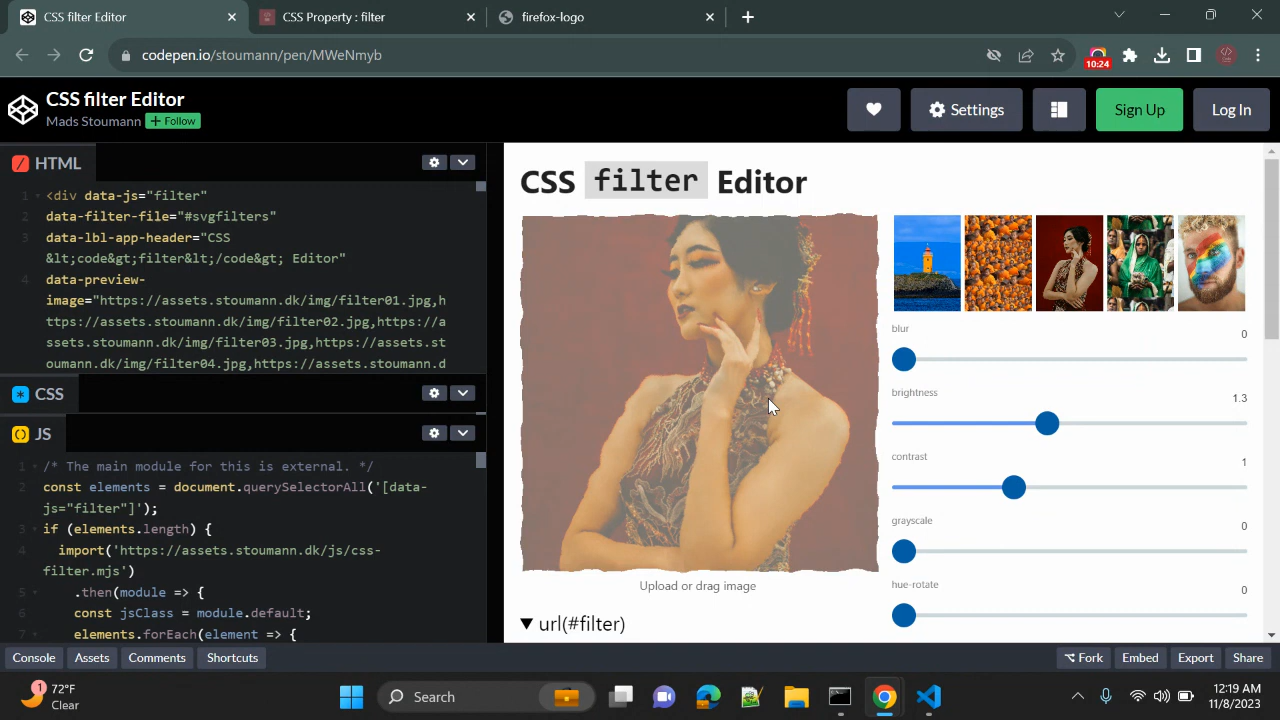 CSS filter Editor
CSS Property : filter
firefox-logo
codepen.io/stoumann/pen/MWeNmyb
10:24
CSS filter Editor
Mads Stoumann
+ Follow
Settings
Sign Up
Log In
HTML
1 <div data-js="filter"
2 data-filter-file="#svgfilters"
3 data-lbl-app-header="CSS
&lt;code&gt;filter&lt;/code&gt; Editor"
4 data-preview-
image="https://assets.stoumann.dk/img/filter01.jpg,h
ttps://assets.stoumann.dk/img/filter02.jpg,https://a
ssets.stoumann.dk/img/filter03.jpg,https://assets.st
oumann.dk/img/filter04.jpg,https://assets.stoumann.d
CSS
JS
1 /* The main module for this is external. */
2 const elements = document.querySelectorAll('[data-
js="filter"]');
3 if (elements.length) {
4 import('https://assets.stoumann.dk/js/css-
filter.mjs')
5 .then(module => {
6 const jsClass = module.default;
7 elements.forEach(element => {
CSS filter Editor
Upload or drag image
url(#filter)
blur
0
brightness
1.3
contrast
1
grayscale
0
hue-rotate
0
Console
Assets
Comments
Shortcuts
Fork
Embed
Export
Share
1
72°F
Clear
Search
12:19 AM
11/8/2023